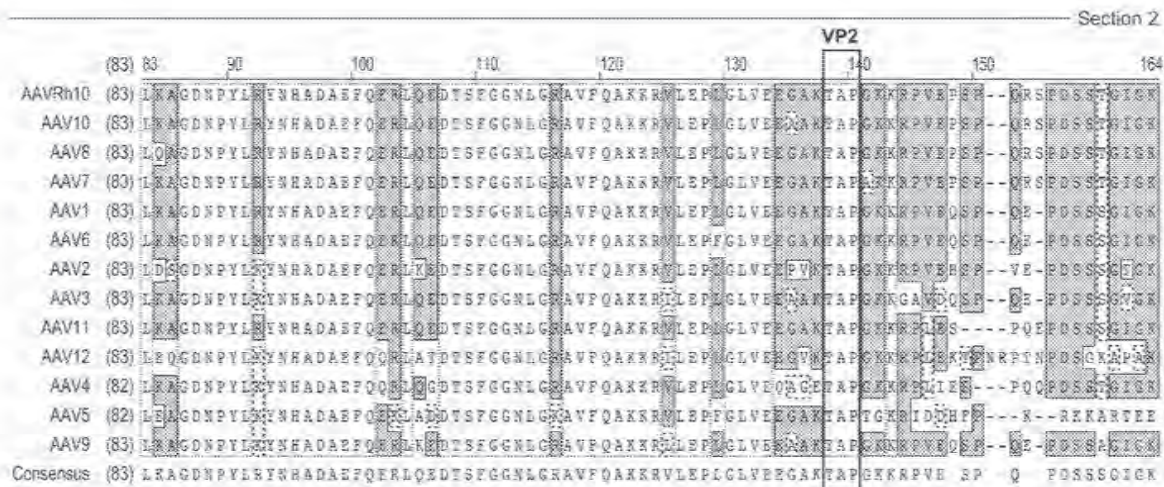 Section 2
VP2
(83) 83 90 100 110 120 130 140 150 164
AAVRh10 (83) LKAGDNPYLRYNHADAEFQERLQEDTSFGGNLGRAVFQAKKRVLEPLGLVEEGAKTAPGKKRPVEPSP--QRSPDSSTGIGK
AAV10 (83) LKAGDNPYLRYNHADAEFQERLQEDTSFGGNLGRAVFQAKKRVLEPLGLVEEAAKTAPGKKRPVEPSP--QRSPDSSTGIGK
AAV8 (83) LQAGDNPYLRYNHADAEFQERLQEDTSFGGNLGRAVFQAKKRVLEPLGLVEEGAKTAPGKKRPVEPSP--QRSPDSSTGIGK
AAV7 (83) LKAGDNPYLRYNHADAEFQERLQEDTSFGGNLGRAVFQAKKRVLEPLGLVEEGAKTAPAKKRPVEPSP--QRSPDSSTGIGK
AAV1 (83) LKAGDNPYLRYNHADAEFQERLQEDTSFGGNLGRAVFQAKKRVLEPLGLVEEGAKTAPGKKRPVEQSP--QE-PDSSSGIGK
AAV6 (83) LKAGDNPYLRYNHADAEFQERLQEDTSFGGNLGRAVFQAKKRVLEPFGLVEEGAKTAPGKKRPVEQSP--QE-PDSSSGIGK
AAV2 (83) LDSGDNPYLKYNHADAEFQERLKEDTSFGGNLGRAVFQAKKRVLEPLGLVEEPVKTAPGKKRPVEHSP--VE-PDSSSGTGK
AAV3 (83) LKAGDNPYLKYNHADAEFQERLQEDTSFGGNLGRAVFQAKKRILEPLGLVEEAAKTAPGKKGAVDQSP--QE-PDSSSGVGK
AAV11 (83) LKAGDNPYLRYNHADAEFQERLQEDTSFGGNLGRAVFQAKKRVLEPLGLVEEGAKTAPGKKRPLES----PQEPDSSSGIGK
AAV12 (83) LEQGDNPYLKYNHADAEFQQRLATDTSFGGNLGRAVFQAKKRILEPLGLVEEGVKTAPGKKRPLEKTPNRPTNPDSGKAPAK
AAV4 (82) LKAGDNPYLRYNHADAEFQQRLQGDTSFGGNLGRAVFQAKKRVLEPLGLVEQAGETAPGKKRPLIES---PQQPDSSTGIGK
AAV5 (82) LEAGDNPYLKYNHADAEFQEKLADDTSFGGNLGKAVFQAKKRVLEPFGLVEEGAKTAPTGKRIDDHFP---K--RKKARTEE
AAV9 (83) LKAGDNPYLKYNHADAEFQERLKEDTSFGGNLGRAVFQAKKRVLEPLGLVEEAAKTAPGKKRPVEQSP--QE-PDSSAGIGK
Consensus (83) LKAGDNPYLRYNHADAEFQERLQEDTSFGGNLGRAVFQAKKRVLEPLGLVEEGAKTAPGKKRPVE SP  Q  PDSSSGIGK